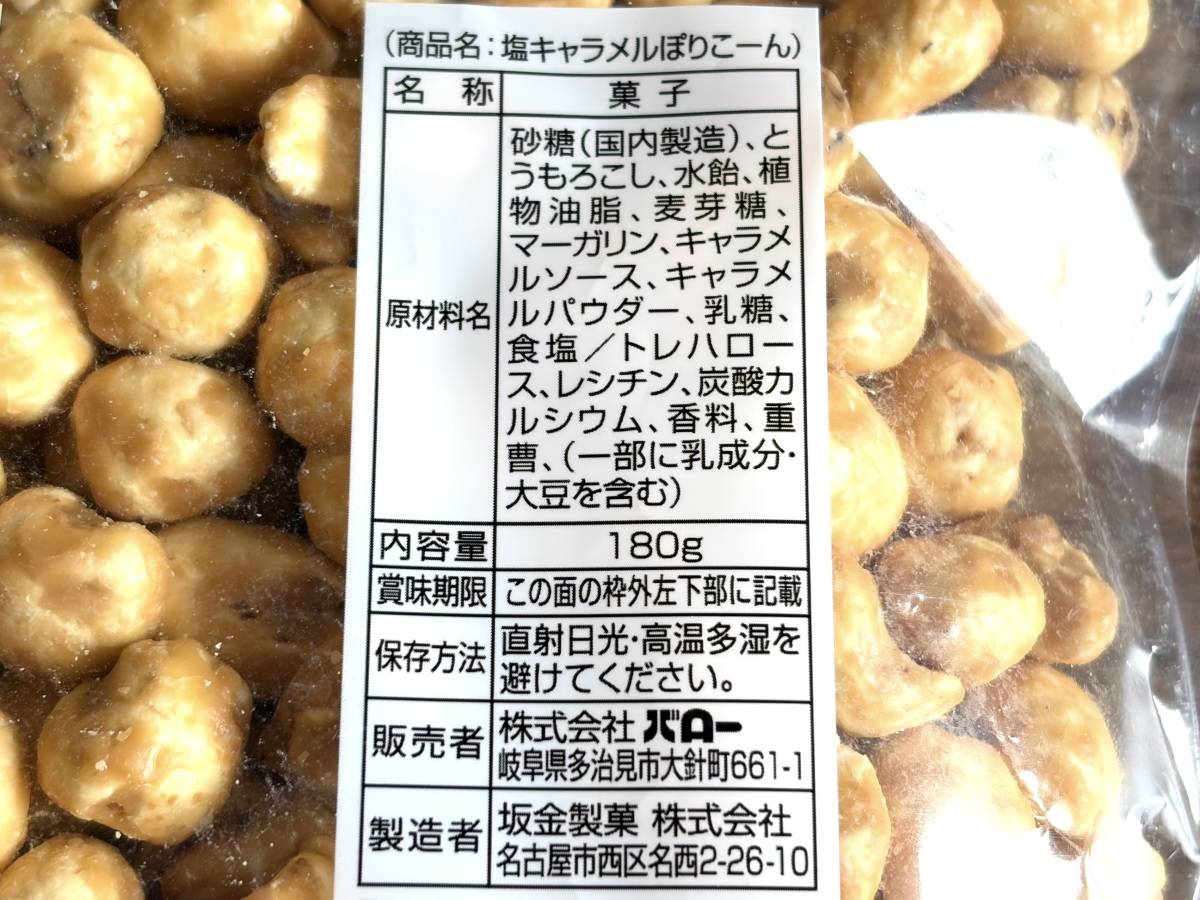 (商品名:塩キャラメルぽりこーん)
名称 菓子
原材料名
砂糖(国内製造)、と
うもろこし、水飴、植
物油脂、麦芽糖、
マーガリン、キャラメ
ルソース、キャラメ
ルパウダー、乳糖、
食塩/トレハロー
ス、レシチン、炭酸カ
ルシウム、香料、重
曹、(一部に乳成分・
大豆を含む)
内容量 180g
賞味期限 この面の枠外左下部に記載
保存方法 直射日光・高温多湿を
避けてください。
販売者 株式会社 バロー
岐阜県多治見市大針町661-1
製造者 坂金製菓 株式会社
名古屋市西区名西2-26-10